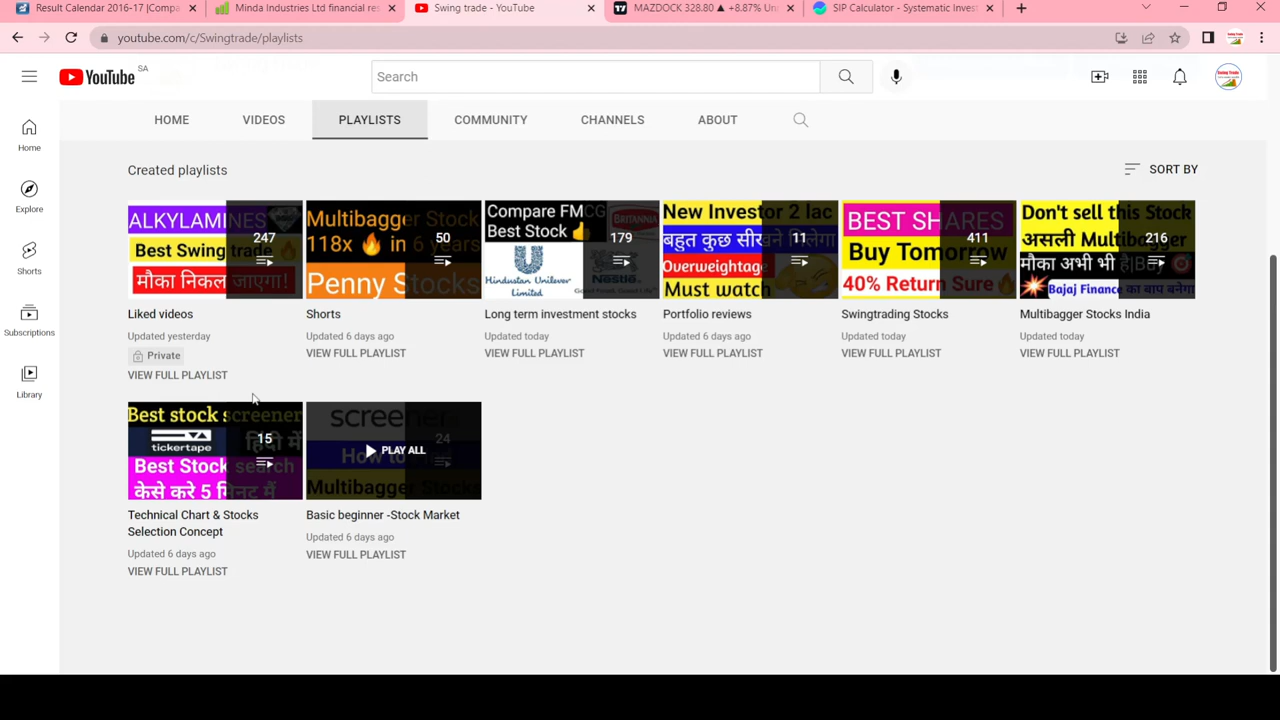 Result Calendar 2016-17 |Compa
Minda Industries Ltd financial res
Swing trade - YouTube
MAZDOCK 328.80 ▲ +8.87% Un
SIP Calculator - Systematic Invest
youtube.com/c/Swingtrade/playlists
YouTube SA
Search
HOME VIDEOS PLAYLISTS COMMUNITY CHANNELS ABOUT
Home
Explore
Shorts
Subscriptions
Library
Created playlists
SORT BY
ALKYLAMINES
Best Swing trade
मौका निकल जाएगा!
247
Liked videos
Updated yesterday
Private
VIEW FULL PLAYLIST
Multibagger Stock
118x in 6 years
Penny Stocks
50
Shorts
Updated 6 days ago
VIEW FULL PLAYLIST
Compare FMCG
Best Stock
BRITANNIA
Hindustan Unilever
Limited
Nestlé
179
Long term investment stocks
Updated today
VIEW FULL PLAYLIST
New Investor 2 lac
बहुत कुछ सीखने मिलेगा
Overweightage
Must watch
11
Portfolio reviews
Updated 6 days ago
VIEW FULL PLAYLIST
BEST SHARES
Buy Tomorrow
40% Return Sure
411
Swingtrading Stocks
Updated today
VIEW FULL PLAYLIST
Don't sell this Stock
असली Multibagger
मौका अभी भी है|Buy
Bajaj Finance का बाप बनेगा
216
Multibagger Stocks India
Updated today
VIEW FULL PLAYLIST
Best stock screener
tickertape हिंदी में
Best Stock search
केसे करे 5 मिनट मैं
15
Technical Chart & Stocks
Selection Concept
Updated 6 days ago
VIEW FULL PLAYLIST
screener
How to
Multibagger Stocks
24
PLAY ALL
Basic beginner -Stock Market
Updated 6 days ago
VIEW FULL PLAYLIST